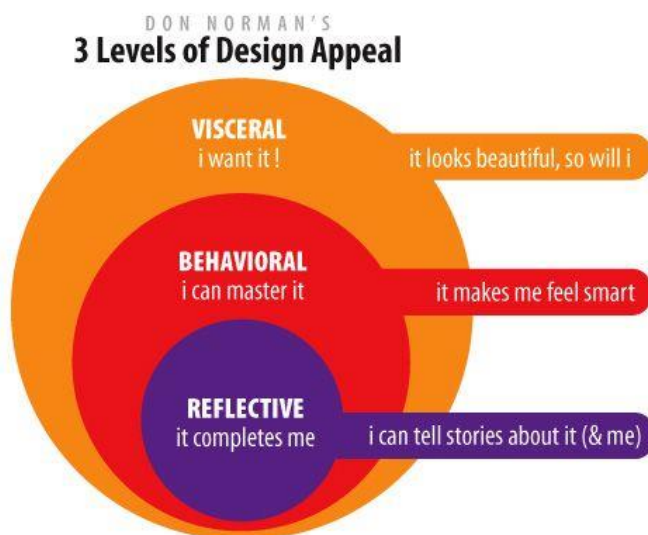 DON NORMAN'S
3 Levels of Design Appeal
VISCERAL
i want it !
it looks beautiful, so will i
BEHAVIORAL
i can master it
it makes me feel smart
REFLECTIVE
it completes me
i can tell stories about it (& me)